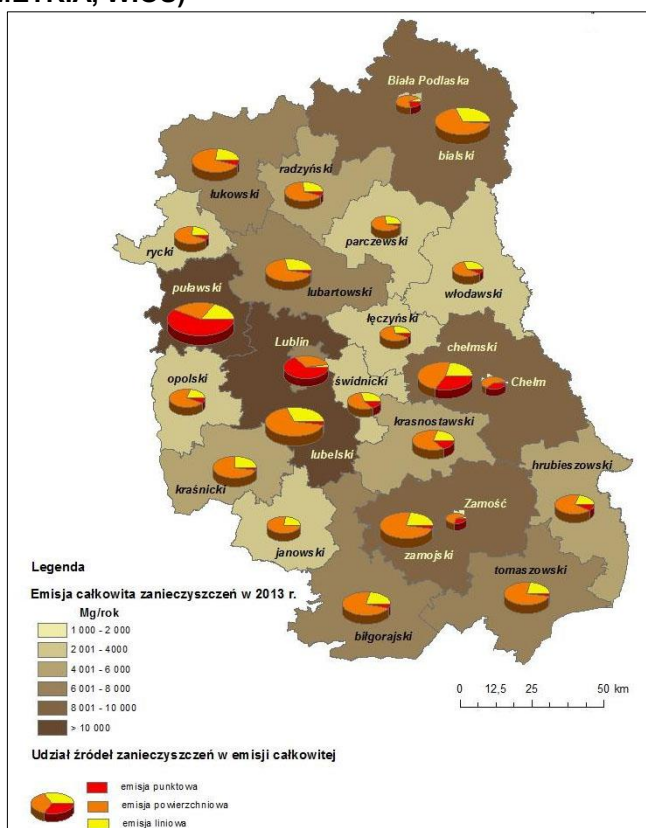 Biała Podlaska
bialski
radzyński
łukowski
parczewski
rycki
włodawski
lubartowski
puławski
łęczyński
Lublin
chełmski
Chełm
świdnicki
opolski
krasnostawski
lubelski
hrubieszowski
kraśnicki
Zamość
janowski
zamojski
tomaszowski
biłgorajski
Legenda
Emisja całkowita zanieczyszczeń w 2013 r.
Mg/rok
1 000 - 2 000
2 001 - 4000
4 001 - 6 000
6 001 - 8 000
8 001 - 10 000
> 10 000
0 12,5 25 50 km
Udział źródeł zanieczyszczeń w emisji całkowitej
emisja punktowa
emisja powierzchniowa
emisja liniowa